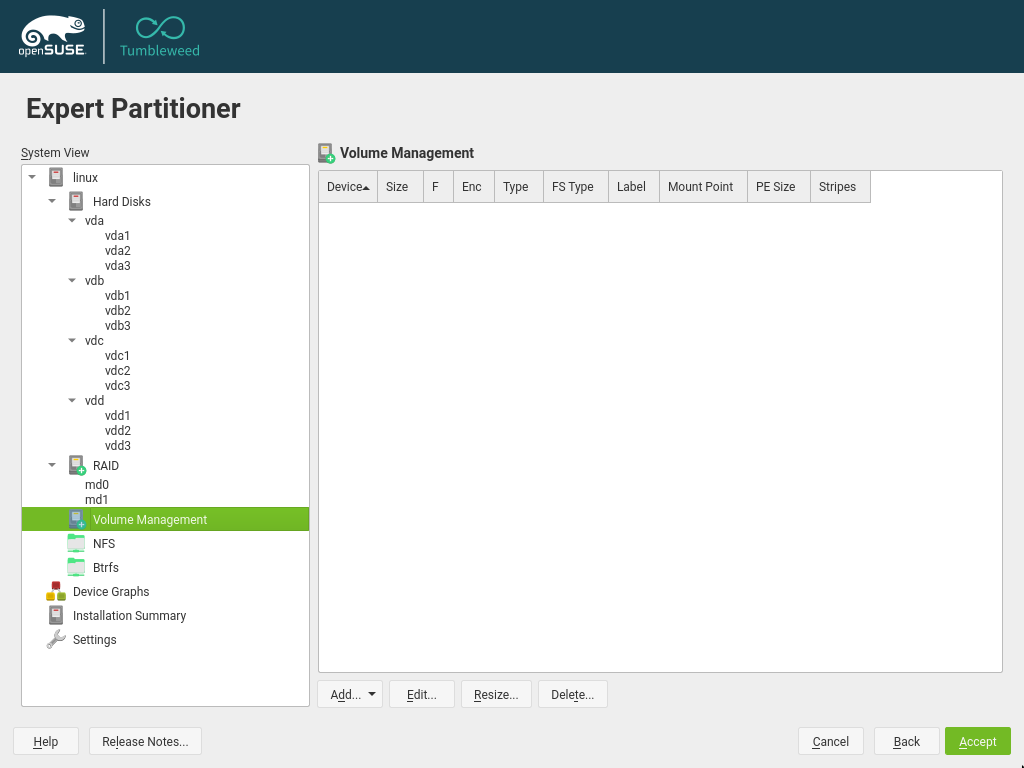 openSUSE
Tumbleweed
Expert Partitioner
System View
linux
Hard Disks
vda
vda1
vda2
vda3
vdb
vdb1
vdb2
vdb3
vdc
vdc1
vdc2
vdc3
vdd
vdd1
vdd2
vdd3
RAID
md0
md1
Volume Management
NFS
Btrfs
Device Graphs
Installation Summary
Settings
Volume Management
Device Size F Enc Type FS Type Label Mount Point PE Size Stripes
Add... Edit... Resize... Delete...
Help Release Notes... Cancel Back Accept